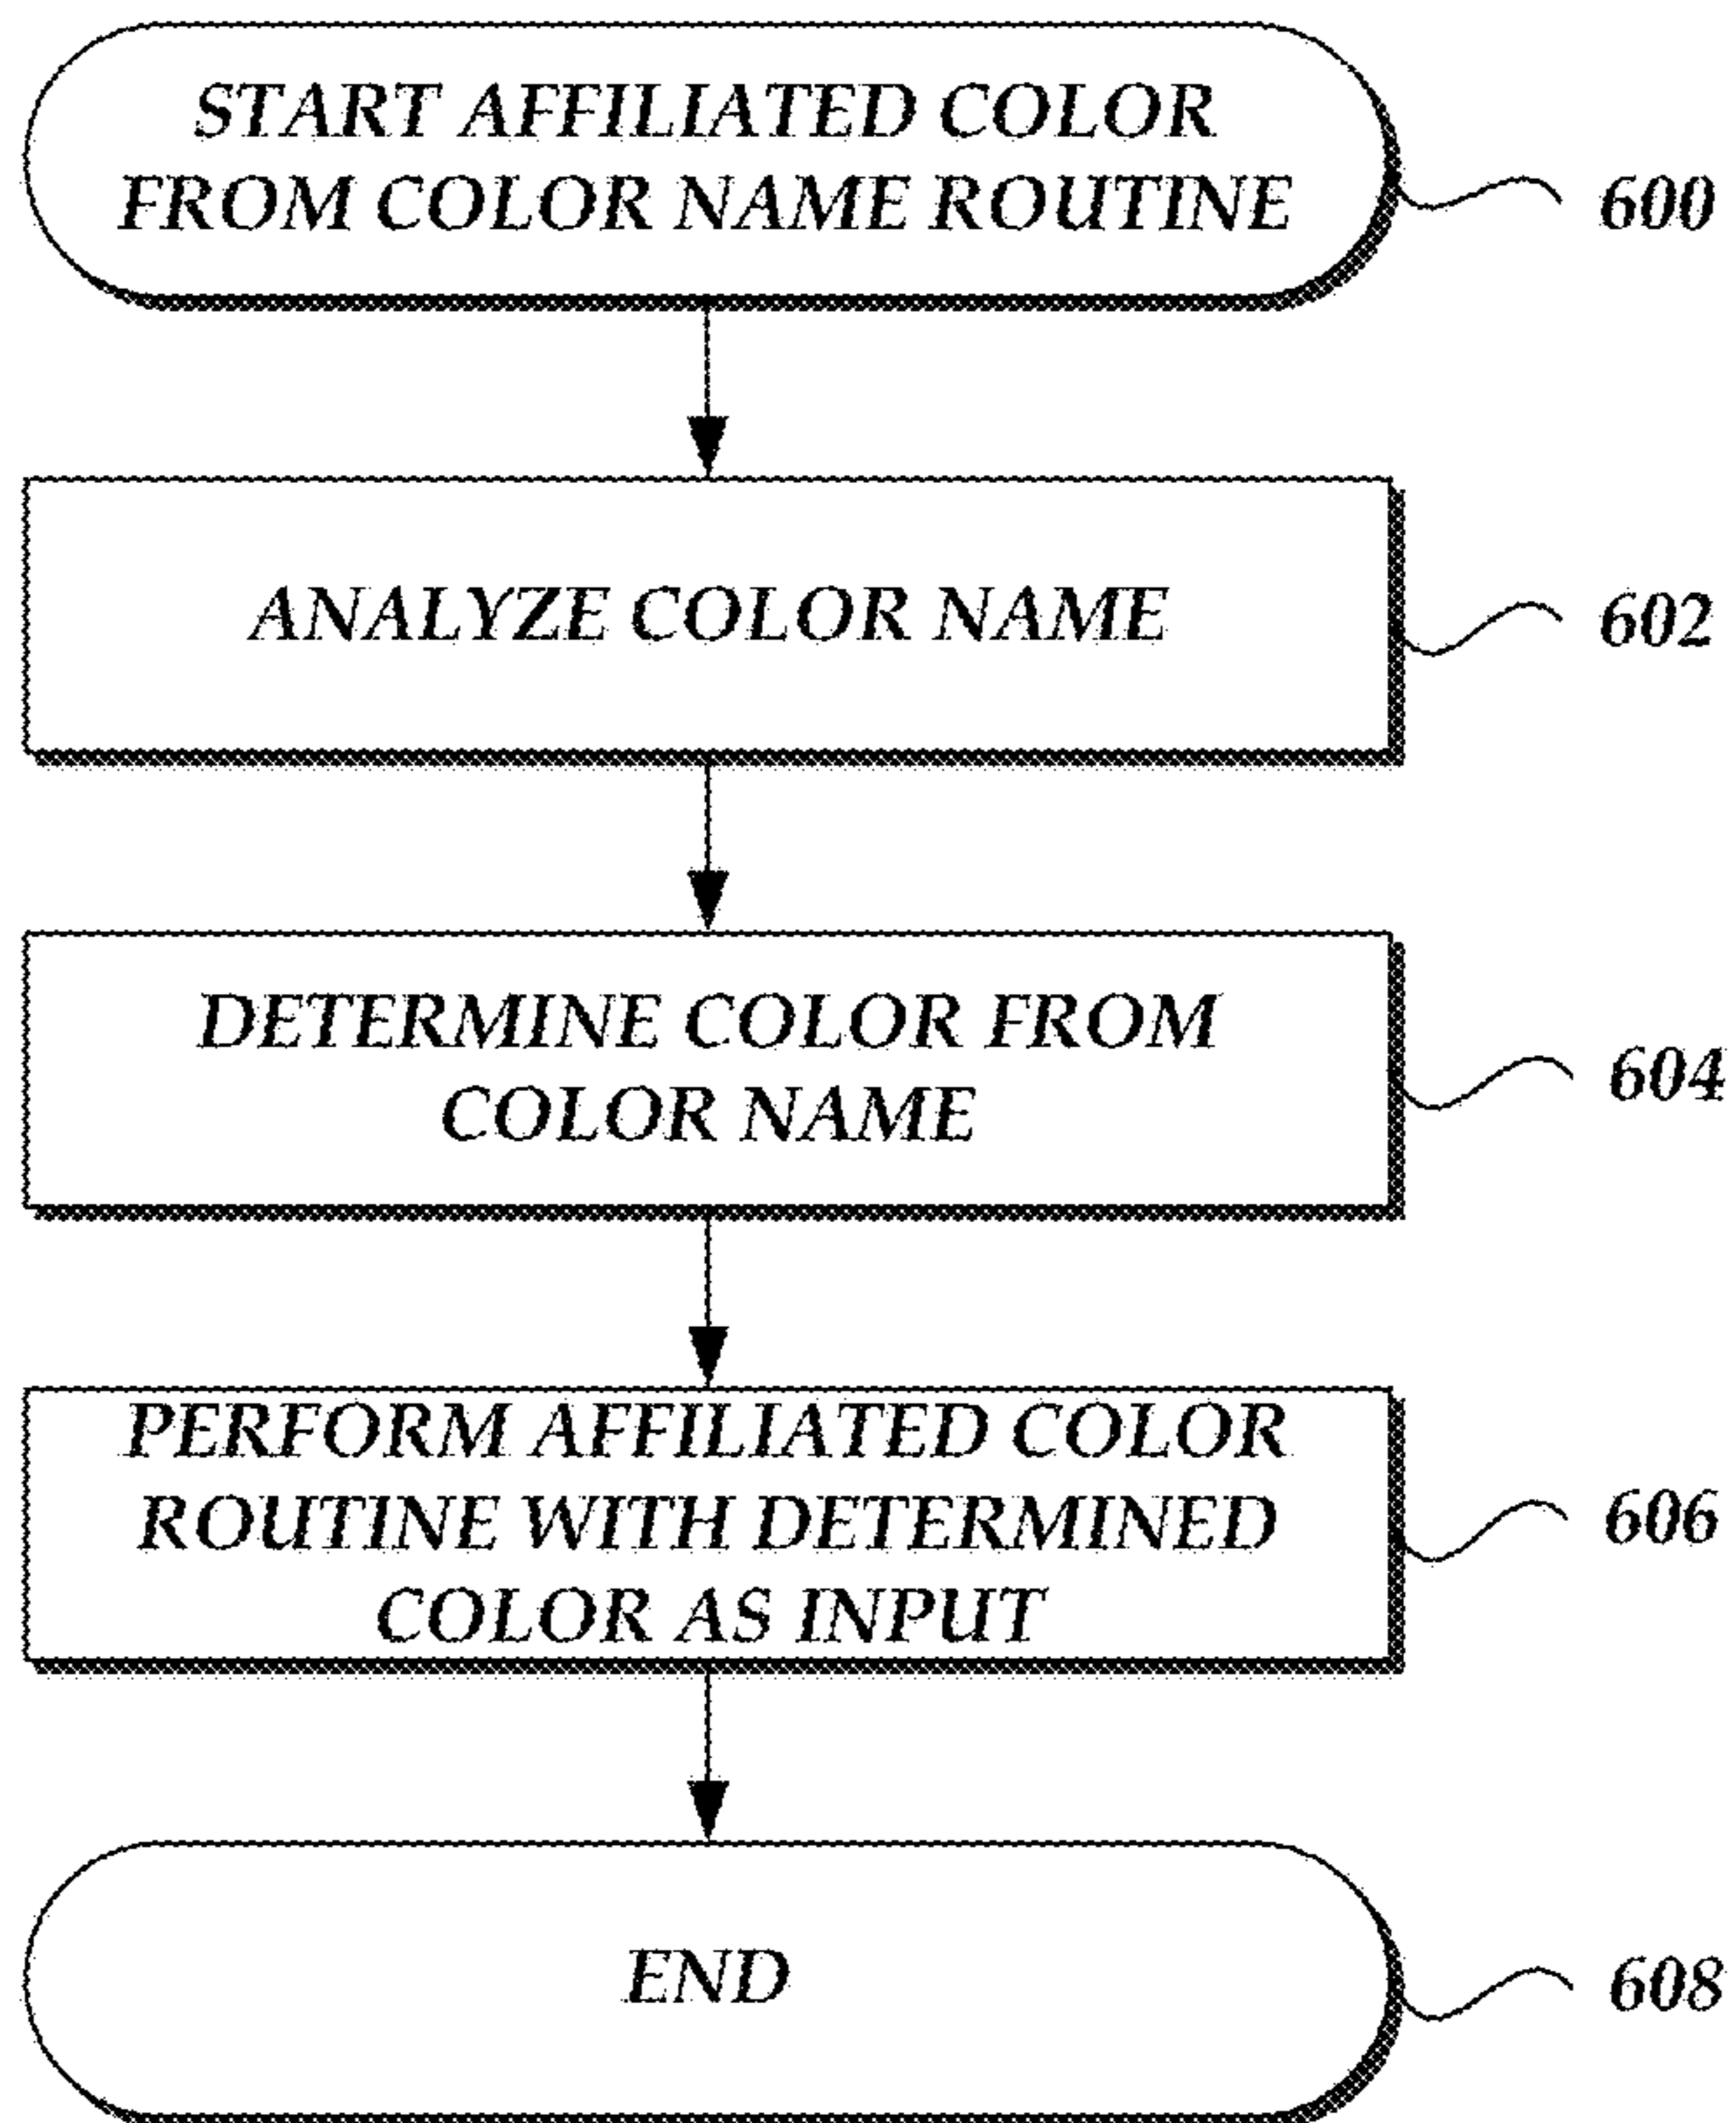 START AFFILIATED COLOR
FROM COLOR NAME ROUTINE
600
ANALYZE COLOR NAME
602
DETERMINE COLOR FROM
COLOR NAME
604
PERFORM AFFILIATED COLOR
ROUTINE WITH DETERMINED
COLOR AS INPUT
606
END
608